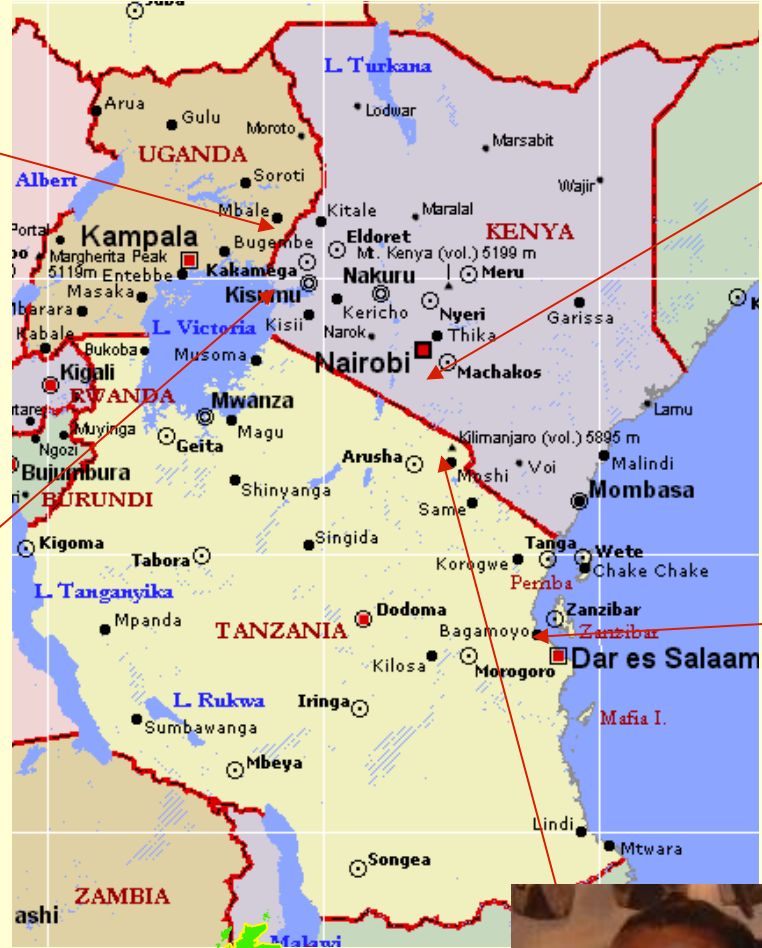 L. Turkana
Arua
Lodwar
Gulu
Moroto
Marsabit
UGANDA
Albert
Soroti
Wajir
Mbale
Kitale
Maralal
KENYA
Portal
Kampala
Bugembe
Eldoret
Mt. Kenya (vol.) 5199 m
Margherita Peak
5119m
Entebbe
Kakamega
Nakuru
Meru
Masaka
Kisumu
Kericho
Nyeri
Garissa
Mbarara
Kabale
L. Victoria
Kisii
Narok
Thika
Bukoba
Musoma
Nairobi
Machakos
Kigali
RWANDA
Mwanza
Lamu
Muyinga
Magu
Kilimanjaro (vol.) 5895 m
Ngozi
Geita
Arusha
Moshi
Voi
Malindi
Bujumbura
Shinyanga
Mombasa
BURUNDI
Same
Kigoma
Singida
Tanga
Wete
Tabora
Korogwe
Chake Chake
Pemba
L. Tanganyika
Mpanda
Dodoma
Zanzibar
TANZANIA
Bagamoyo
Zanzibar
Kilosa
Morogoro
Dar es Salaam
L. Rukwa
Iringa
Mafia I.
Sumbawanga
Mbeya
Lindi
Mtwara
Songea
ZAMBIA
ashi
Malawi